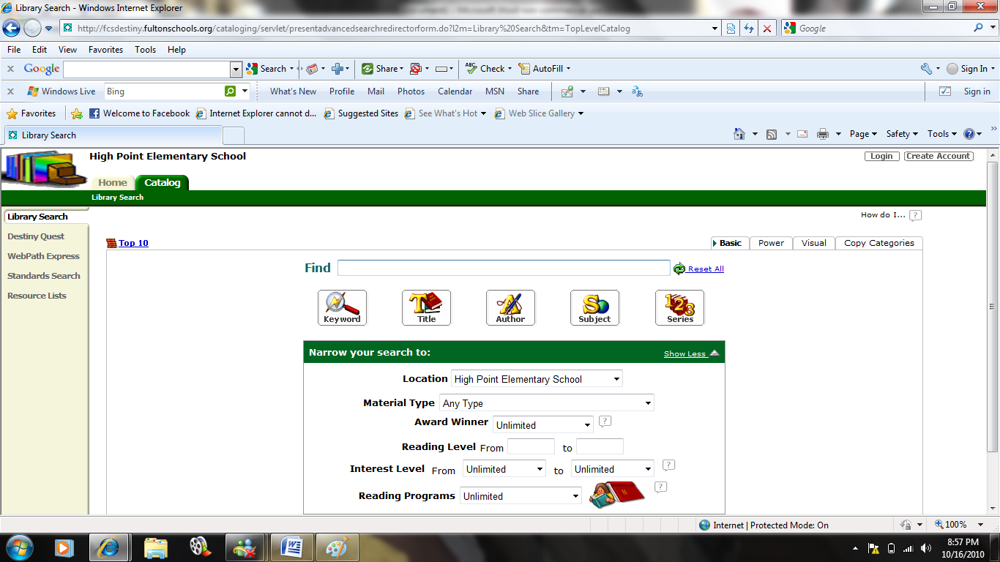 Library Search - Windows Internet Explorer
http://fcsdestiny.fultonschools.org/cataloging/servlet/presentadvancedsearchredirectorform.do?l2m=Library%20Search&tm=TopLevelCatalog
Google
File Edit View Favorites Tools Help
x Google Search Share ABC Check AutoFill Sign In
x Windows Live Bing What's New Profile Mail Photos Calendar MSN Share Sign in
Favorites Welcome to Facebook Internet Explorer cannot d... Suggested Sites See What's Hot Web Slice Gallery
Library Search Page Safety Tools
High Point Elementary School Login Create Account
Home Catalog
Library Search
Library Search How do I... ?
Destiny Quest
Top 10 Basic Power Visual Copy Categories
WebPath Express
Find Reset All
Standards Search
Resource Lists
Keyword Title Author Subject Series
Narrow your search to: Show Less
Location High Point Elementary School
Material Type Any Type
Award Winner Unlimited ?
Reading Level From to
Interest Level From Unlimited to Unlimited ?
Reading Programs Unlimited ?
Internet | Protected Mode: On 100%
8:57 PM
10/16/2010